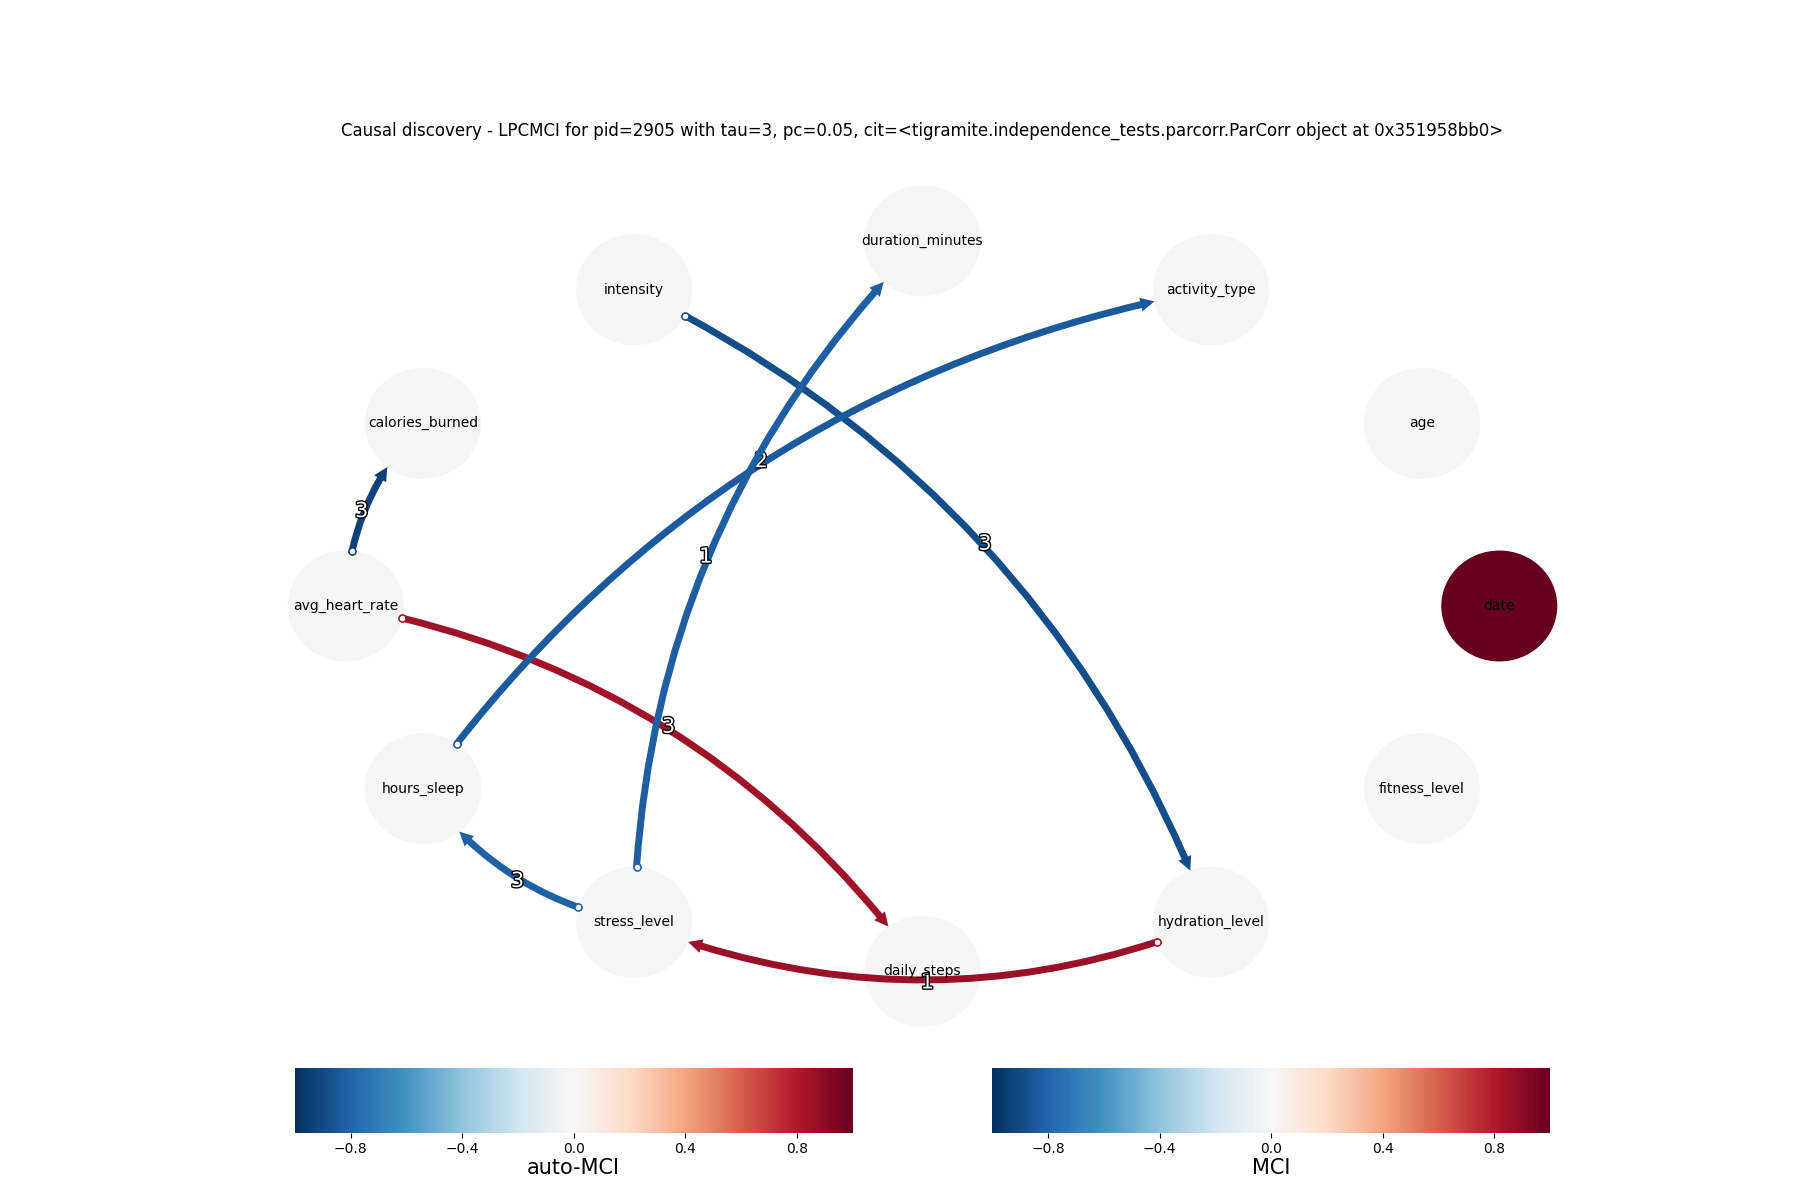 Causal discovery - LPCMCI for pid=2905 with tau=3, pc=0.05, cit=<tigramite.independence_tests.parcorr.ParCorr object at 0x351958bb0>
duration_minutes
intensity
activity_type
calories_burned
age
2
3
3
1
avg_heart_rate
date
3
hours_sleep
fitness_level
3
stress_level
hydration_level
daily_steps
1
−0.8 −0.4 0.0 0.4 0.8
auto-MCI
−0.8 −0.4 0.0 0.4 0.8
MCI